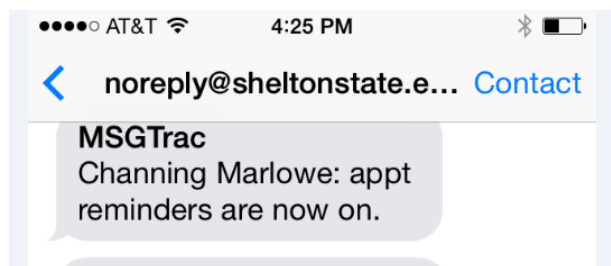 AT&T 4:25 PM
noreply@sheltonstate.e... Contact
MSGTrac
Channing Marlowe: appt
reminders are now on.